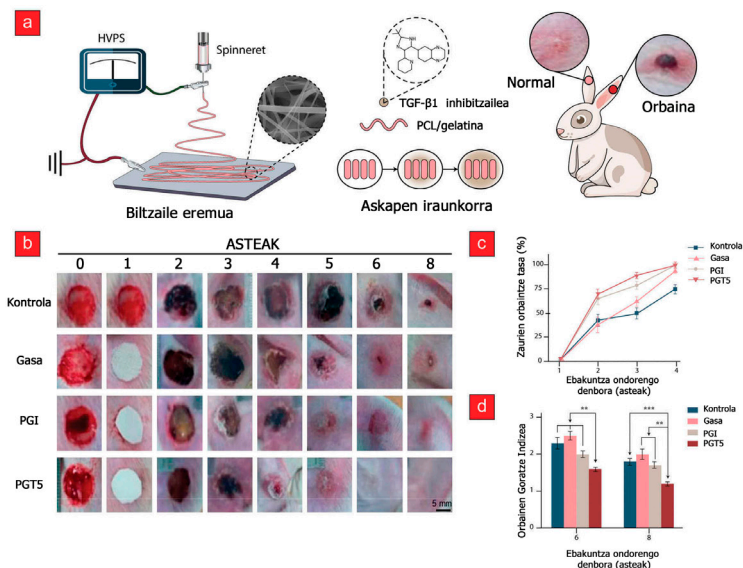 a
HVPS
Spinneret
Biltzaile eremua
TGF-β1 inhibitzailea
PCL/gelatina
Askapen iraunkorra
Normal
Orbaina
b
ASTEAK
0 1 2 3 4 5 6 8
Kontrola
Gasa
PGI
PGT5
5 mm
c
Zaurien orbaintze tasa (%)
100
75
50
25
0
1 2 3 4
Ebakuntza ondorengo
denbora (asteak)
Kontrola
Gasa
PGI
PGT5
d
Orbainen Goratze Indizea
3
2
1
0
** *** **
6 8
Ebakuntza ondorengo
denbora (asteak)
Kontrola
Gasa
PGI
PGT5